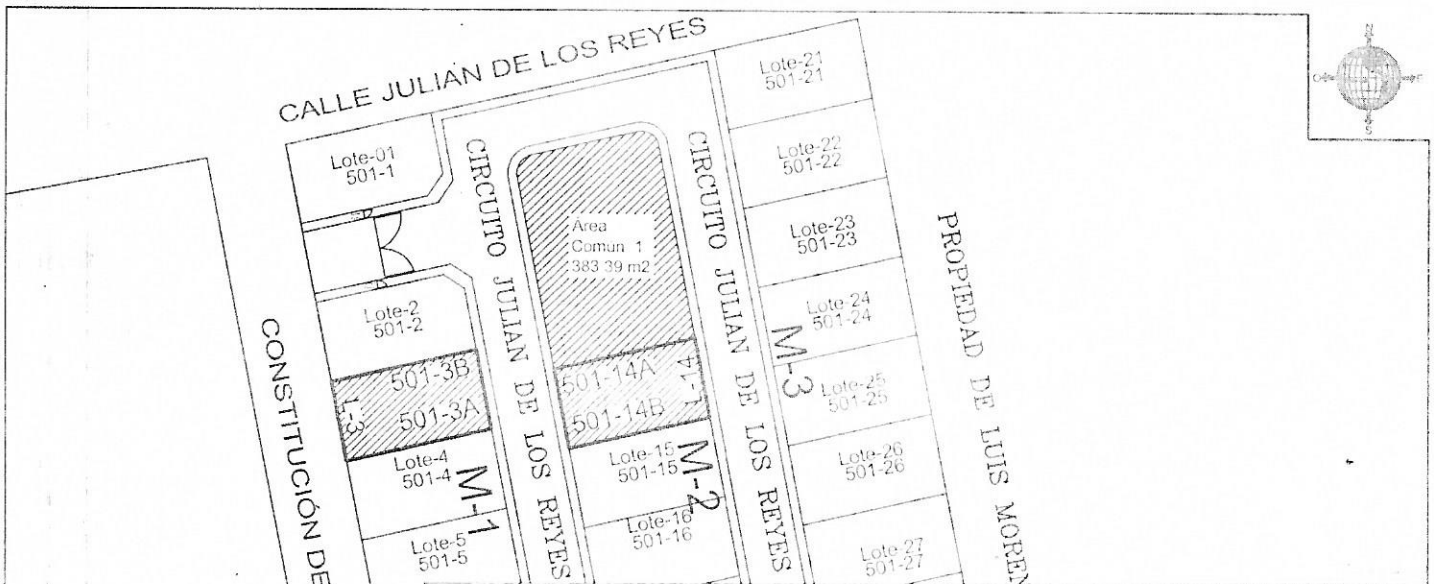 CALLE JULIÁN DE LOS REYES
N
O
E
S
Lote-01
501-1
Lote-2
501-2
501-3B
501-3A
L-3
Lote-4
501-4
Lote-5
501-5
M-1
CONSTITUCIÓN DE
CIRCUITO JULIAN DE LOS REYES
Área
Comun 1
383.39 m2
501-14A
501-14B
L-14
Lote-15
501-15
Lote-16
501-16
M-2
CIRCUITO JULIAN DE LOS REYES
Lote-21
501-21
Lote-22
501-22
Lote-23
501-23
Lote-24
501-24
Lote-25
501-25
Lote-26
501-26
Lote-27
501-27
M-3
PROPIEDAD DE LUIS MOREN